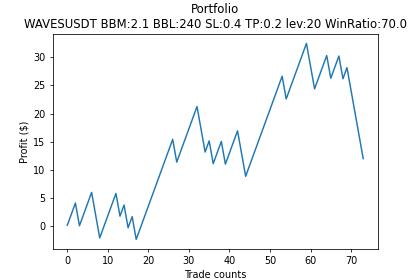 Portfolio
WAVESUSDT BBM:2.1 BBL:240 SL:0.4 TP:0.2 lev:20 WinRatio:70.0
Profit ($)
30
25
20
15
10
5
0
0 10 20 30 40 50 60 70
Trade counts